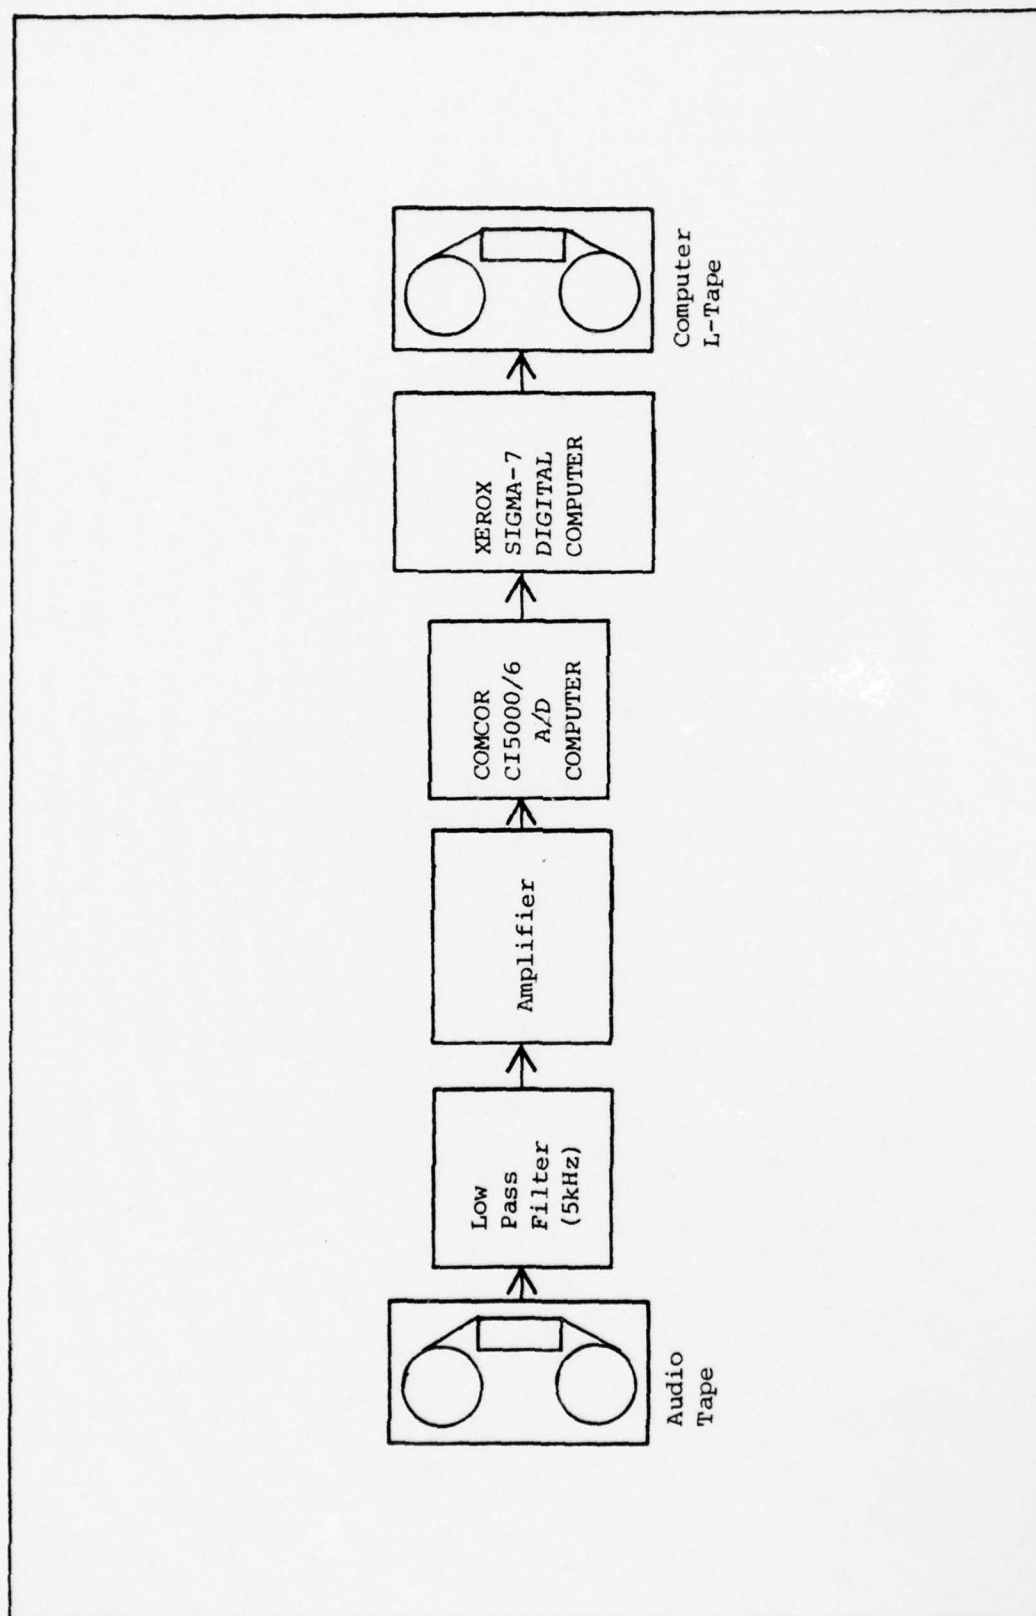 Audio
Tape
Low
Pass
Filter
(5kHz)
Amplifier
COMCOR
CI5000/6
A/D
COMPUTER
XEROX
SIGMA-7
DIGITAL
COMPUTER
Computer
L-Tape